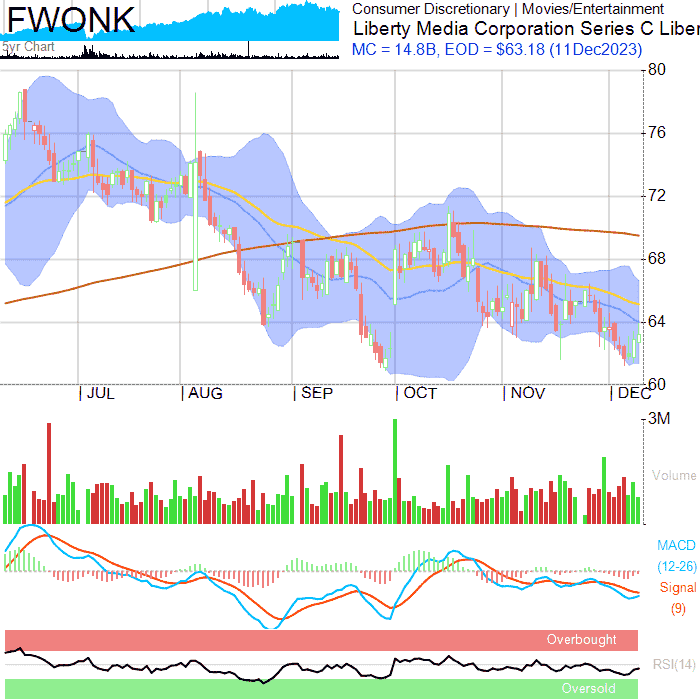 FWONK
5yr Chart
Consumer Discretionary | Movies/Entertainment
Liberty Media Corporation Series C Liber
MC = 14.8B, EOD = $63.18 (11Dec2023)
80
76
72
68
64
60
JUL
AUG
SEP
OCT
NOV
DEC
3M
Volume
MACD
(12-26)
Signal
(9)
Overbought
RSI(14)
Oversold